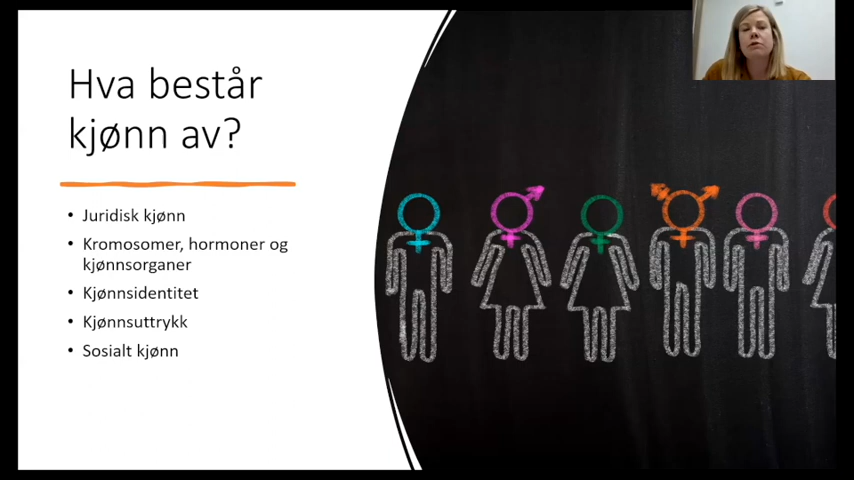 Hva består
kjønn av?
• Juridisk kjønn
• Kromosomer, hormoner og
kjønnsorganer
• Kjønnsidentitet
• Kjønnsuttrykk
• Sosialt kjønn